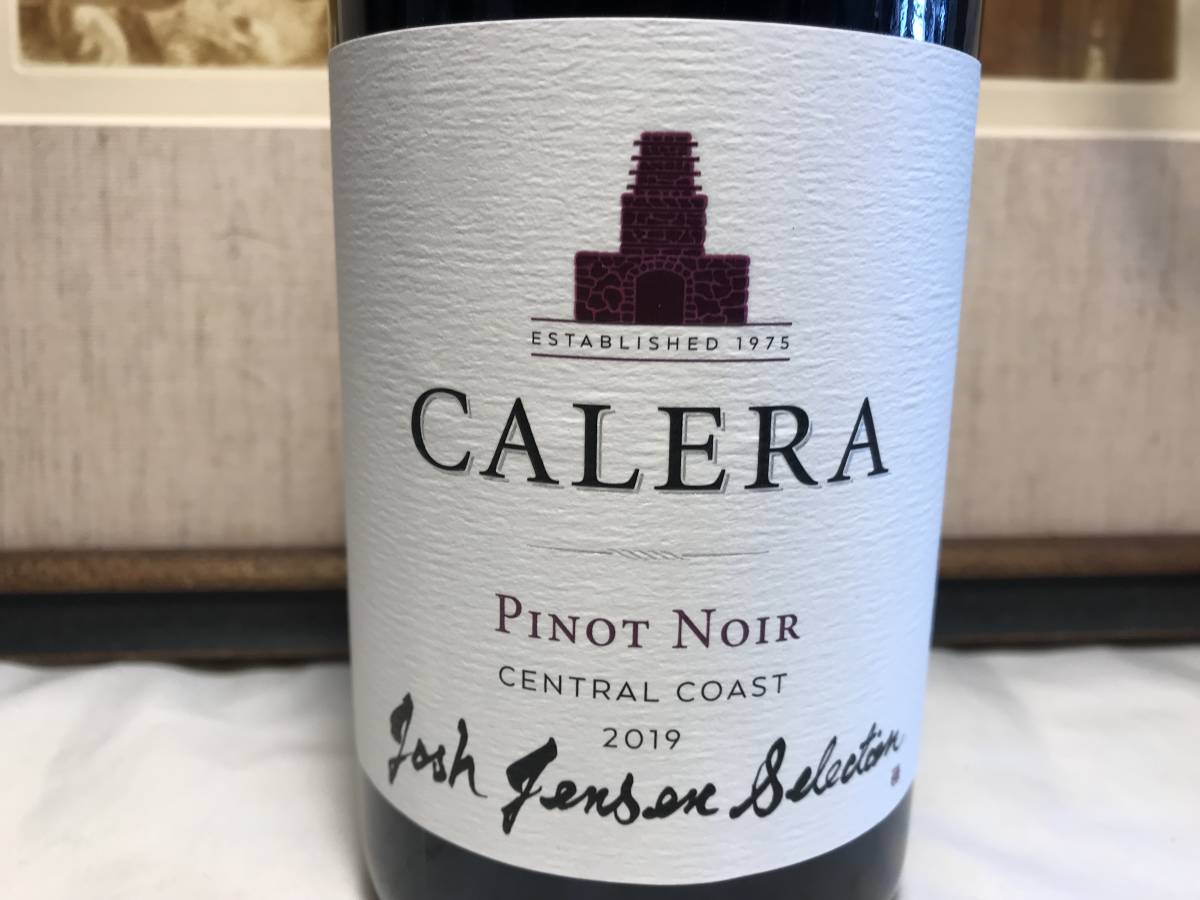 ESTABLISHED 1975
CALERA
PINOT NOIR
CENTRAL COAST
2019
Josh Jensen Selection